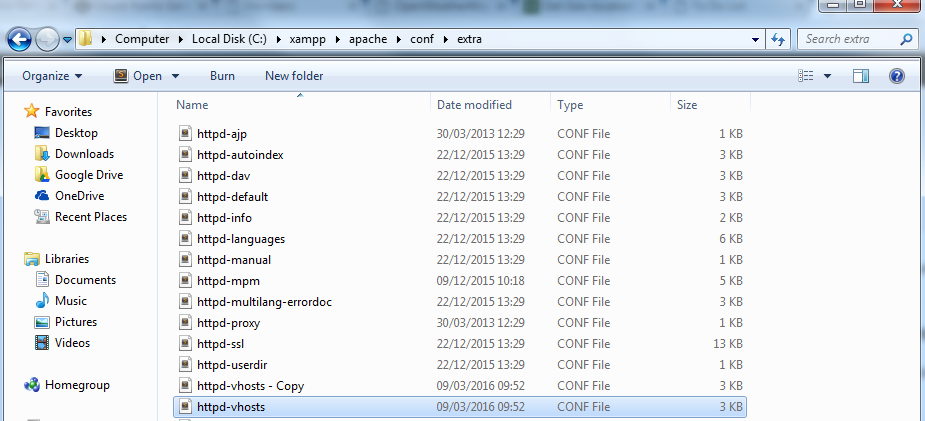 Computer Local Disk (C:) xampp apache conf extra Search extra
Organize Open Burn New folder
Name Date modified Type Size
Favorites
Desktop
Downloads
Google Drive
OneDrive
Recent Places
Libraries
Documents
Music
Pictures
Videos
Homegroup
httpd-ajp 30/03/2013 12:29 CONF File 1 KB
httpd-autoindex 22/12/2015 13:29 CONF File 3 KB
httpd-dav 22/12/2015 13:29 CONF File 3 KB
httpd-default 22/12/2015 13:29 CONF File 3 KB
httpd-info 22/12/2015 13:29 CONF File 2 KB
httpd-languages 22/12/2015 13:29 CONF File 6 KB
httpd-manual 22/12/2015 13:29 CONF File 1 KB
httpd-mpm 09/12/2015 10:18 CONF File 5 KB
httpd-multilang-errordoc 22/12/2015 13:29 CONF File 3 KB
httpd-proxy 30/03/2013 12:29 CONF File 1 KB
httpd-ssl 22/12/2015 13:29 CONF File 13 KB
httpd-userdir 22/12/2015 13:29 CONF File 1 KB
httpd-vhosts - Copy 09/03/2016 09:52 CONF File 3 KB
httpd-vhosts 09/03/2016 09:52 CONF File 3 KB